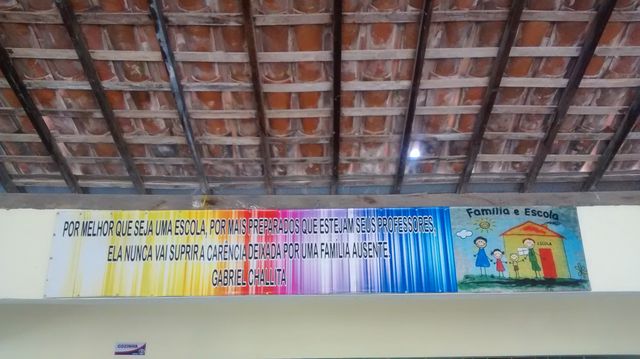 POR MELHOR QUE SEJA UMA ESCOLA, POR MAIS PREPARADOS QUE ESTEJAM SEUS PROFESSORES,
ELA NUNCA VAI SUPRIR A CARÊNCIA DEIXADA POR UMA FAMÍLIA AUSENTE.
GABRIEL CHALLITA
Família e Escola
ESCOLA
COZINHA